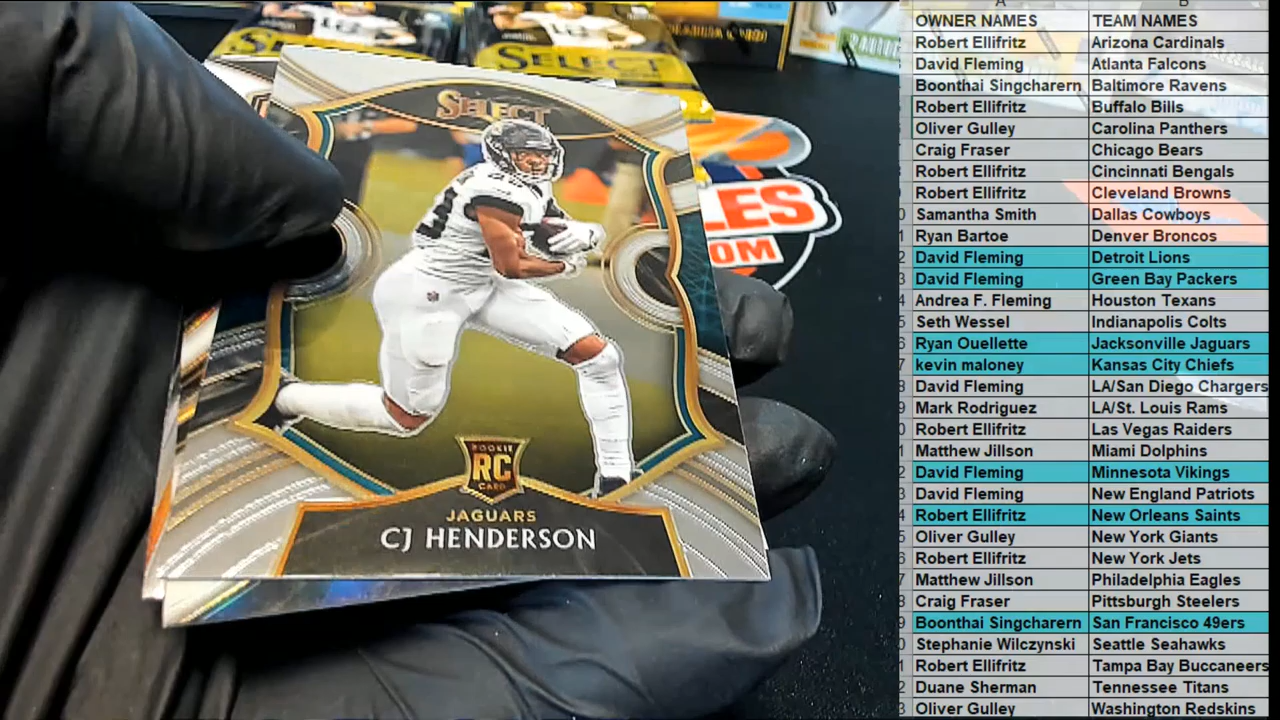 SELECT
SELECT
LES
OM
ROOKIE
RC
CARD
JAGUARS
CJ HENDERSON
A B
OWNER NAMES TEAM NAMES
Robert Ellifritz Arizona Cardinals
David Fleming Atlanta Falcons
Boonthai Singcharern Baltimore Ravens
Robert Ellifritz Buffalo Bills
Oliver Gulley Carolina Panthers
Craig Fraser Chicago Bears
Robert Ellifritz Cincinnati Bengals
Robert Ellifritz Cleveland Browns
Samantha Smith Dallas Cowboys
Ryan Bartoe Denver Broncos
David Fleming Detroit Lions
David Fleming Green Bay Packers
Andrea F. Fleming Houston Texans
Seth Wessel Indianapolis Colts
Ryan Ouellette Jacksonville Jaguars
kevin maloney Kansas City Chiefs
David Fleming LA/San Diego Chargers
Mark Rodriguez LA/St. Louis Rams
Robert Ellifritz Las Vegas Raiders
Matthew Jillson Miami Dolphins
David Fleming Minnesota Vikings
David Fleming New England Patriots
Robert Ellifritz New Orleans Saints
Oliver Gulley New York Giants
Robert Ellifritz New York Jets
Matthew Jillson Philadelphia Eagles
Craig Fraser Pittsburgh Steelers
Boonthai Singcharern San Francisco 49ers
Stephanie Wilczynski Seattle Seahawks
Robert Ellifritz Tampa Bay Buccaneers
Duane Sherman Tennessee Titans
Oliver Gulley Washington Redskins